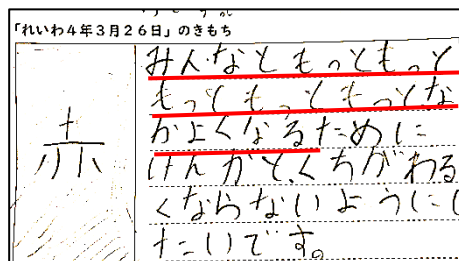 「れいわ4年3月26日」のきもち
みんなともっともっと
もっともっともっとな
かよくなるために
けんかと、くちがわる
くならないようにし
たいです。